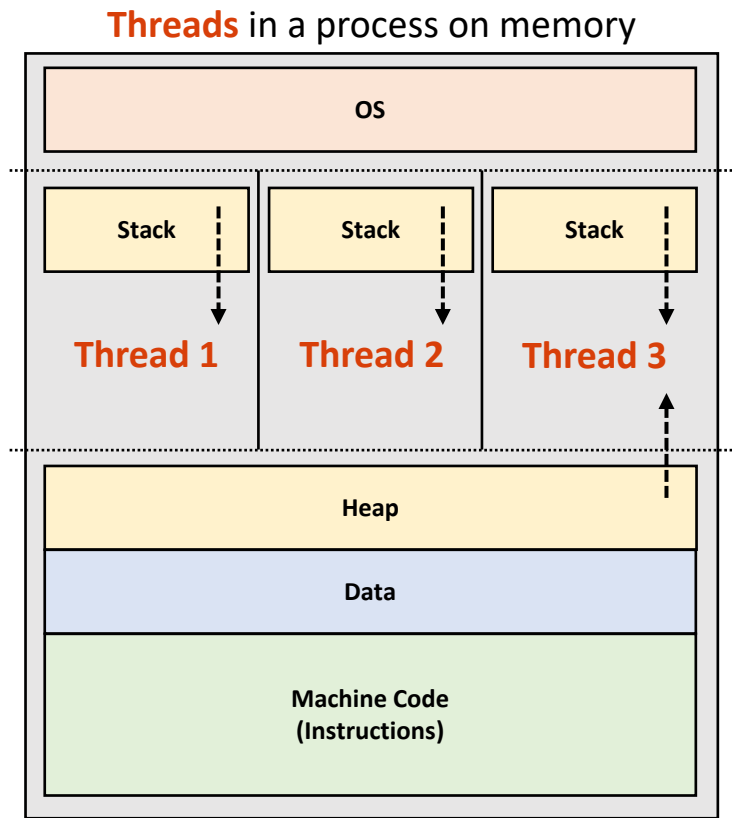 Threads in a process on memory
OS
Stack
Stack
Stack
Thread 1
Thread 2
Thread 3
Heap
Data
Machine Code
(Instructions)